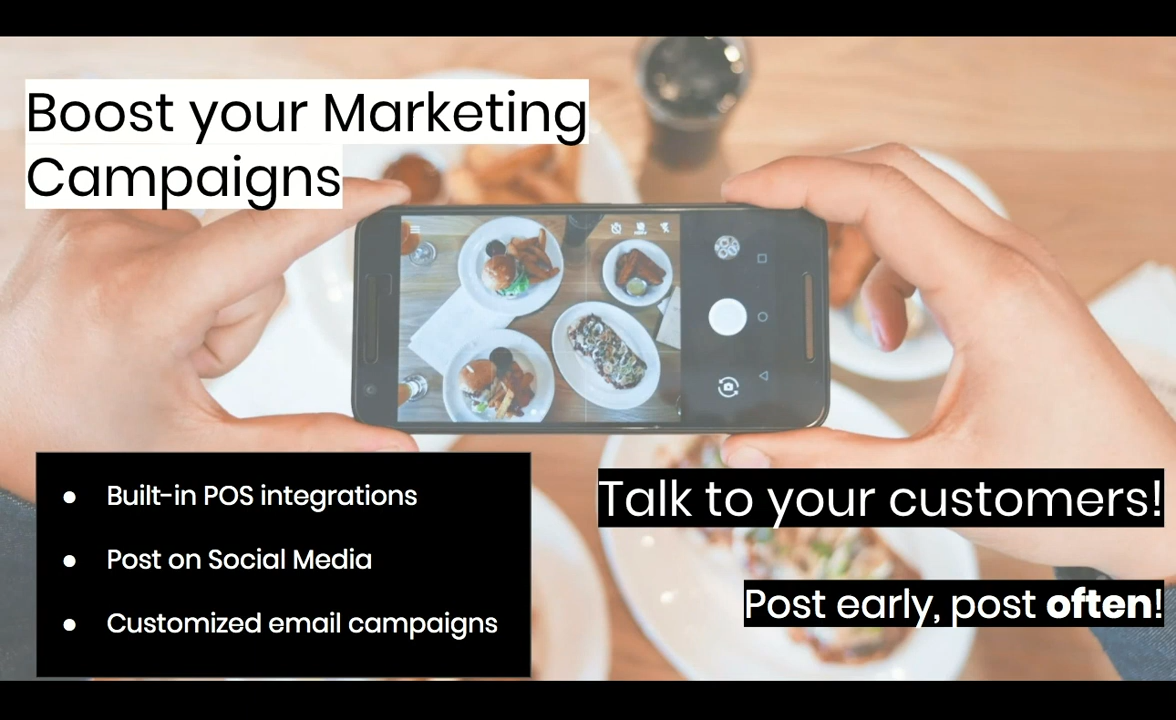 Boost your Marketing
Campaigns
● Built-in POS integrations
● Post on Social Media
● Customized email campaigns
Talk to your customers!
Post early, post often!